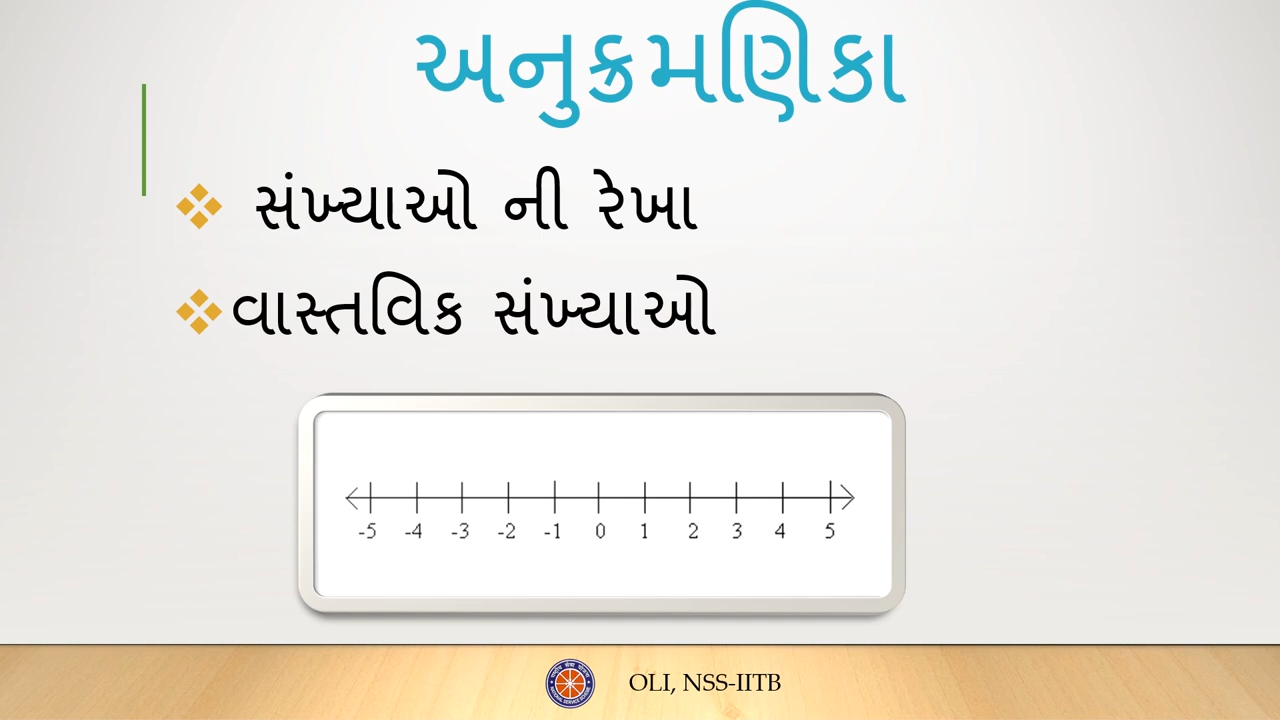 અનુક્રમણિકા
સંખ્યાઓ ની રેખા
વાસ્તવિક સંખ્યાઓ
-5 -4 -3 -2 -1 0 1 2 3 4 5
OLI, NSS-IITB